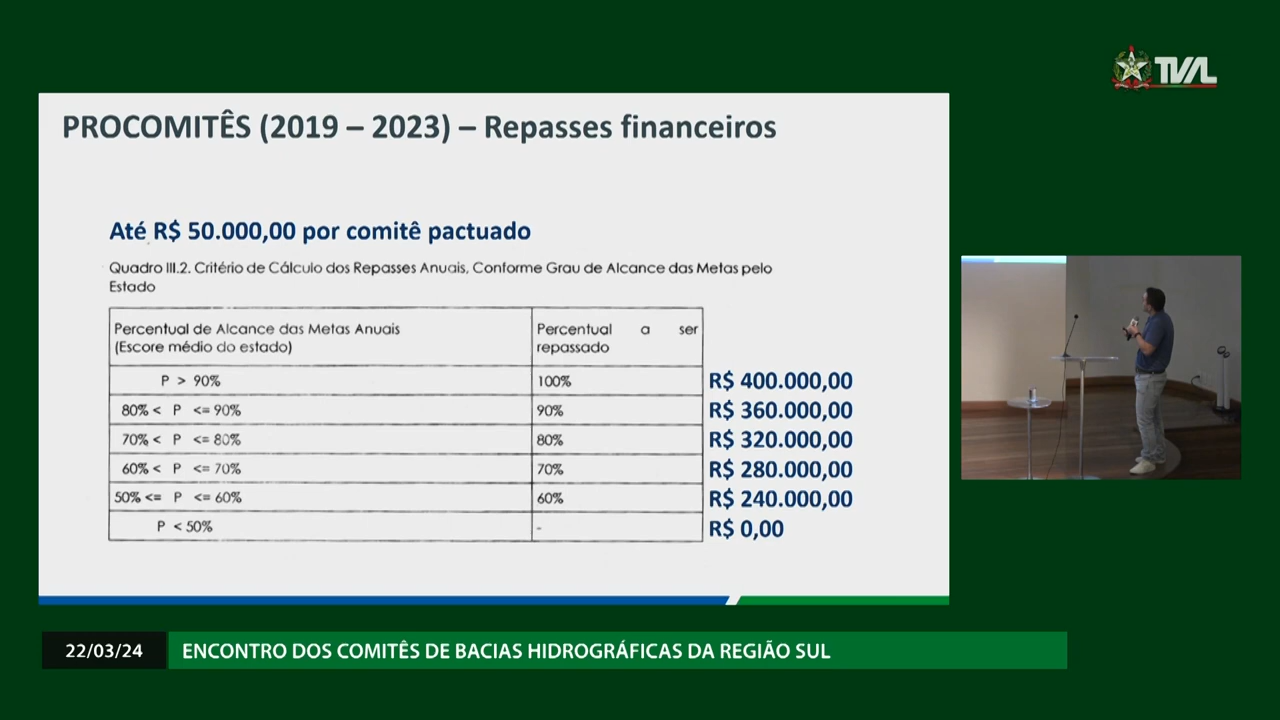 TVAL
PROCOMITÊS (2019 – 2023) – Repasses financeiros
Até R$ 50.000,00 por comitê pactuado
Quadro III.2. Critério de Cálculo dos Repasses Anuais, Conforme Grau de Alcance das Metas pelo
Estado
Percentual de Alcance das Metas Anuais
(Escore médio do estado)
Percentual a ser
repassado
P > 90% 100% R$ 400.000,00
80% < P <= 90% 90% R$ 360.000,00
70% < P <= 80% 80% R$ 320.000,00
60% < P <= 70% 70% R$ 280.000,00
50% <= P <= 60% 60% R$ 240.000,00
P < 50% - R$ 0,00
22/03/24 ENCONTRO DOS COMITÊS DE BACIAS HIDROGRÁFICAS DA REGIÃO SUL